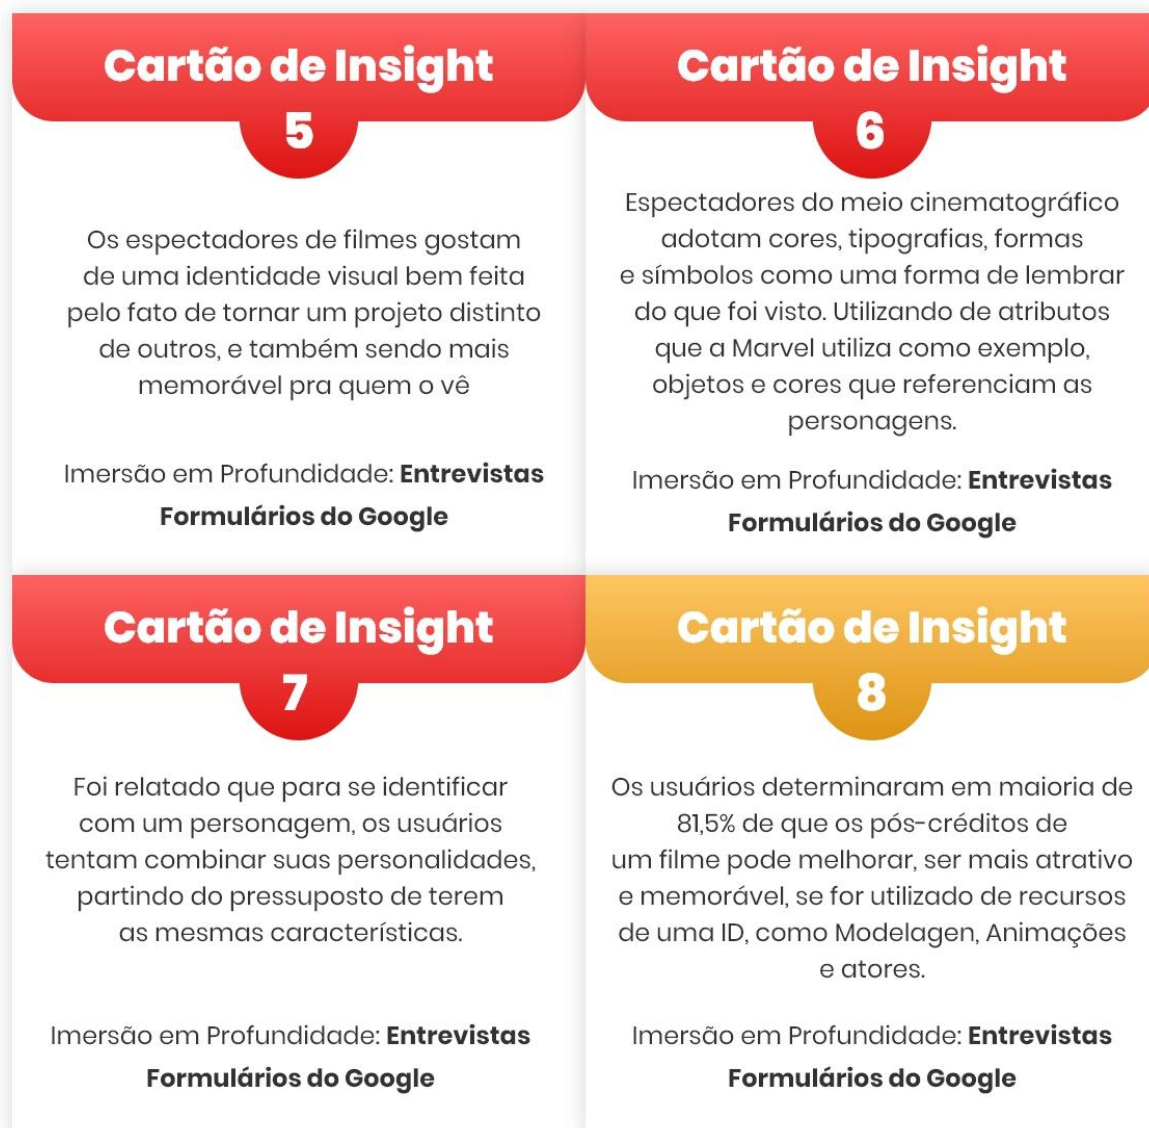 Cartão de Insight
5
Os espectadores de filmes gostam
de uma identidade visual bem feita
pelo fato de tornar um projeto distinto
de outros, e também sendo mais
memorável pra quem o vê
Imersão em Profundidade: Entrevistas
Formulários do Google
Cartão de Insight
6
Espectadores do meio cinematográfico
adotam cores, tipografias, formas
e símbolos como uma forma de lembrar
do que foi visto. Utilizando de atributos
que a Marvel utiliza como exemplo,
objetos e cores que referenciam as
personagens.
Imersão em Profundidade: Entrevistas
Formulários do Google
Cartão de Insight
7
Foi relatado que para se identificar
com um personagem, os usuários
tentam combinar suas personalidades,
partindo do pressuposto de terem
as mesmas características.
Imersão em Profundidade: Entrevistas
Formulários do Google
Cartão de Insight
8
Os usuários determinaram em maioria de
81,5% de que os pós-créditos de
um filme pode melhorar, ser mais atrativo
e memorável, se for utilizado de recursos
de uma ID, como Modelagen, Animações
e atores.
Imersão em Profundidade: Entrevistas
Formulários do Google